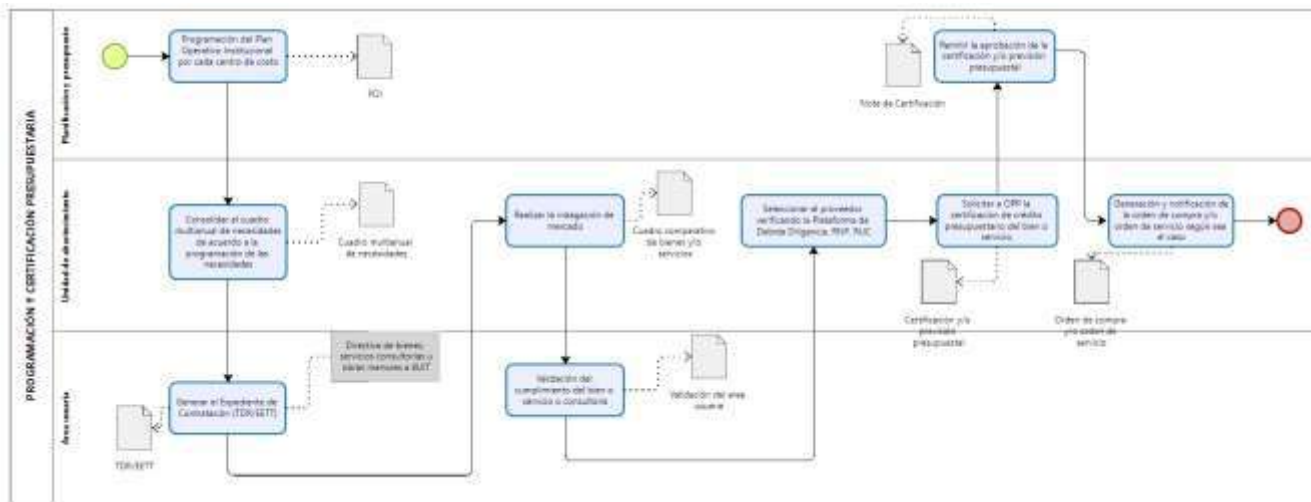 PROGRAMACIÓN Y CERTIFICACIÓN PRESUPUESTARIA
Planificación y presupuesto
Programación del Plan
Operativo Institucional
por cada centro de costo
POI
Remitir la aprobación de la
certificación y/o previsión
presupuestal
Note de Certificación
Unidad de abastecimiento
Consolidar el cuadro
multianual de necesidades
de acuerdo a la
programación de las
necesidades
Cuadro multianual
de necesidades
Realizar la indagación de
mercado
Cuadro comparativo
de bienes y/o
servicios
Seleccionar el proveedor
verificando la Plataforma de
Debida Diligencia, RNP, RUC
Solicitar a OPP la
certificación de crédito
presupuestario del bien o
servicio
Certificación y/o
previsión
presupuestal
Generación y notificación de
la orden de compra y/o
orden de servicio según sea
el caso
Orden de compra
y/o orden de
servicio
Área usuaria
Generar el Expediente de
Contratación (TDR/EETT)
TDR/EETT
Directiva de bienes,
servicios consultorías u
obras menores a 8UIT
Validación del
cumplimiento del bien o
servicio o consultoría
Validación del area
usuaria